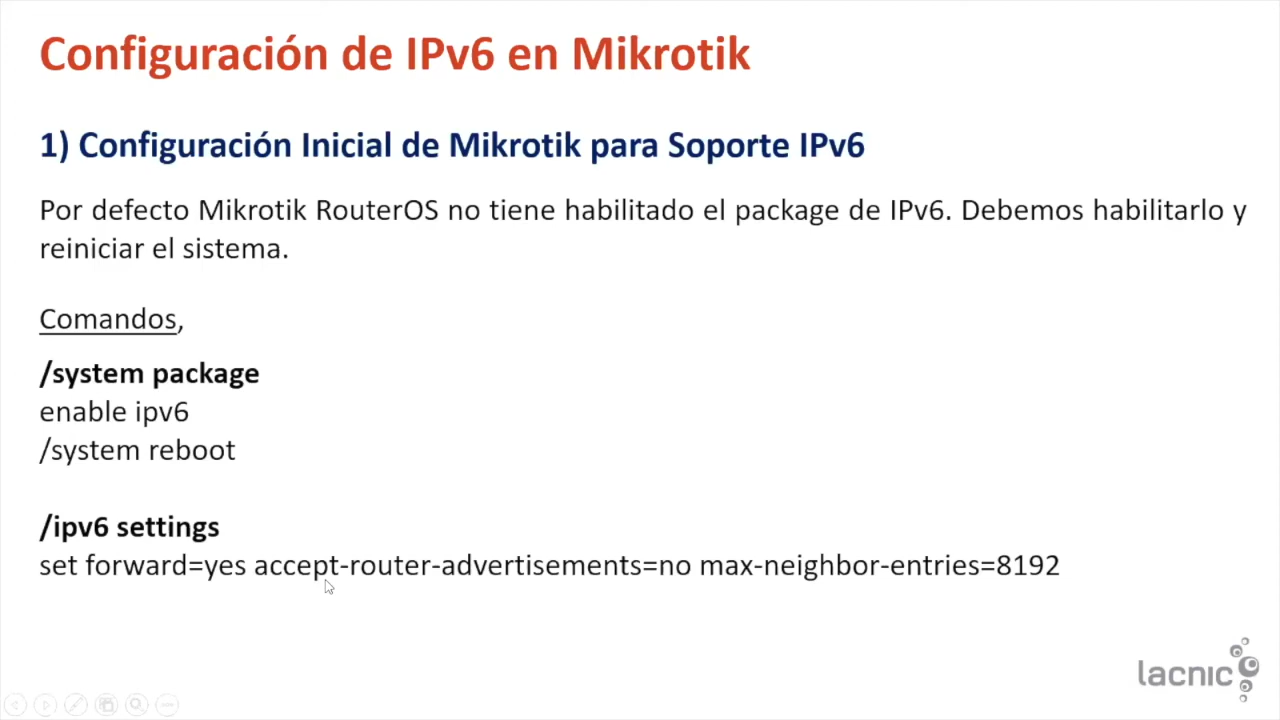 Configuración de IPv6 en Mikrotik
1) Configuración Inicial de Mikrotik para Soporte IPv6
Por defecto Mikrotik RouterOS no tiene habilitado el package de IPv6. Debemos habilitarlo y
reiniciar el sistema.
Comandos,
/system package
enable ipv6
/system reboot
/ipv6 settings
set forward=yes accept-router-advertisements=no max-neighbor-entries=8192
lacnic